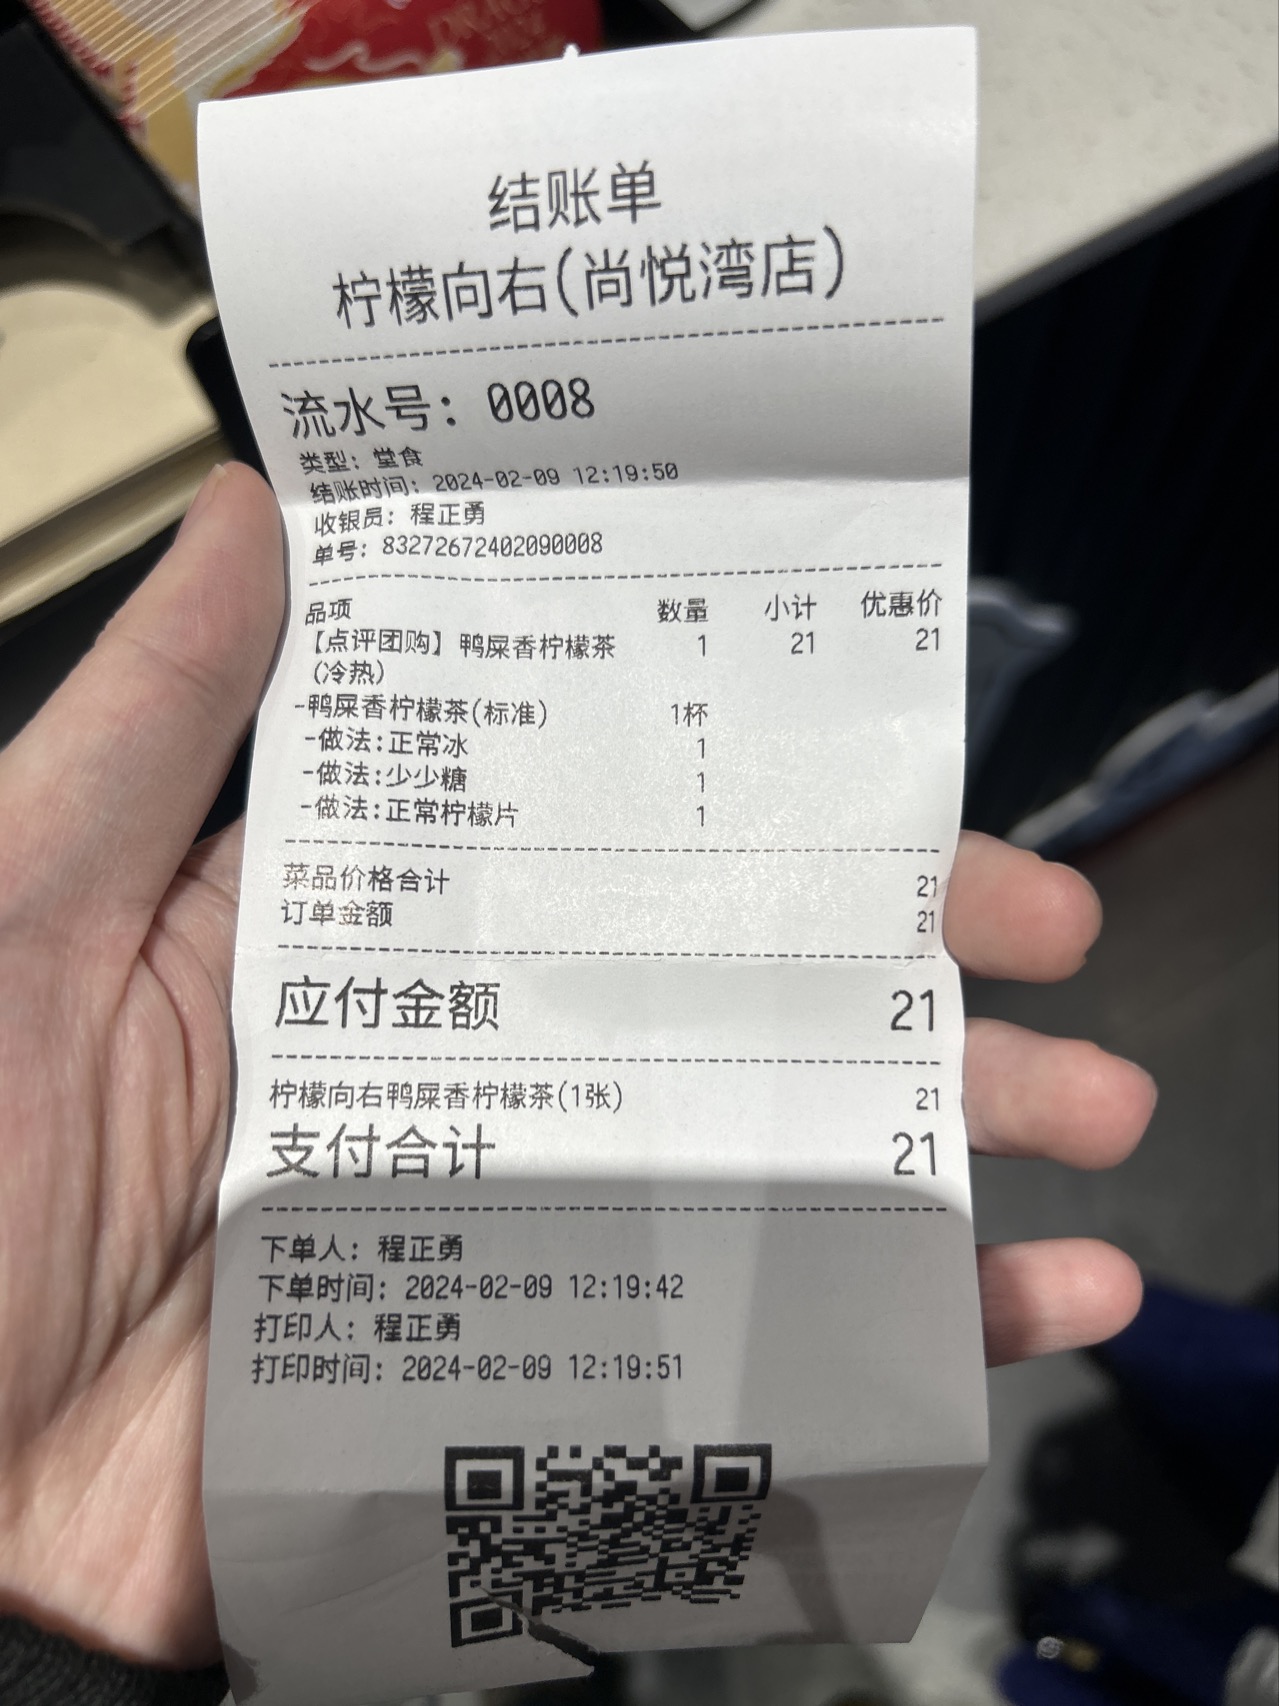 结账单
柠檬向右(尚悦湾店)
流水号: 0008
类型: 堂食
结账时间: 2024-02-09 12:19:50
收银员: 程正勇
单号: 83272672402090008
品项 数量 小计 优惠价
【点评团购】鸭屎香柠檬茶 1 21 21
(冷热)
-鸭屎香柠檬茶(标准) 1杯
-做法:正常冰 1
-做法:少少糖 1
-做法:正常柠檬片 1
菜品价格合计 21
订单金额 21
应付金额 21
柠檬向右鸭屎香柠檬茶(1张) 21
支付合计 21
下单人: 程正勇
下单时间: 2024-02-09 12:19:42
打印人: 程正勇
打印时间: 2024-02-09 12:19:51